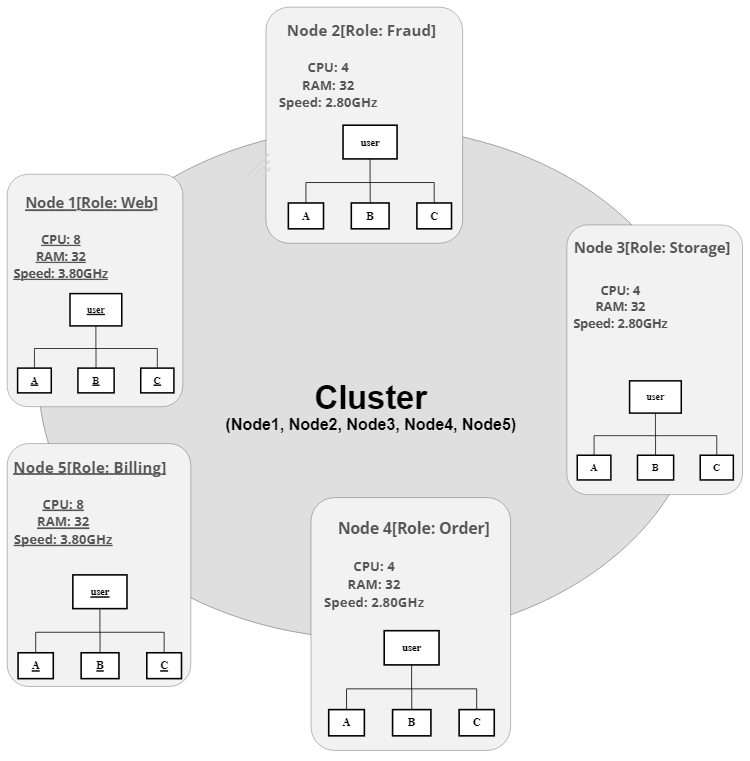 Node 2[Role: Fraud]
CPU: 4
RAM: 32
Speed: 2.80GHz
user
A B C
Node 1[Role: Web]
CPU: 8
RAM: 32
Speed: 3.80GHz
user
A B C
Node 3[Role: Storage]
CPU: 4
RAM: 32
Speed: 2.80GHz
user
A B C
Cluster
(Node1, Node2, Node3, Node4, Node5)
Node 5[Role: Billing]
CPU: 8
RAM: 32
Speed: 3.80GHz
user
A B C
Node 4[Role: Order]
CPU: 4
RAM: 32
Speed: 2.80GHz
user
A B C